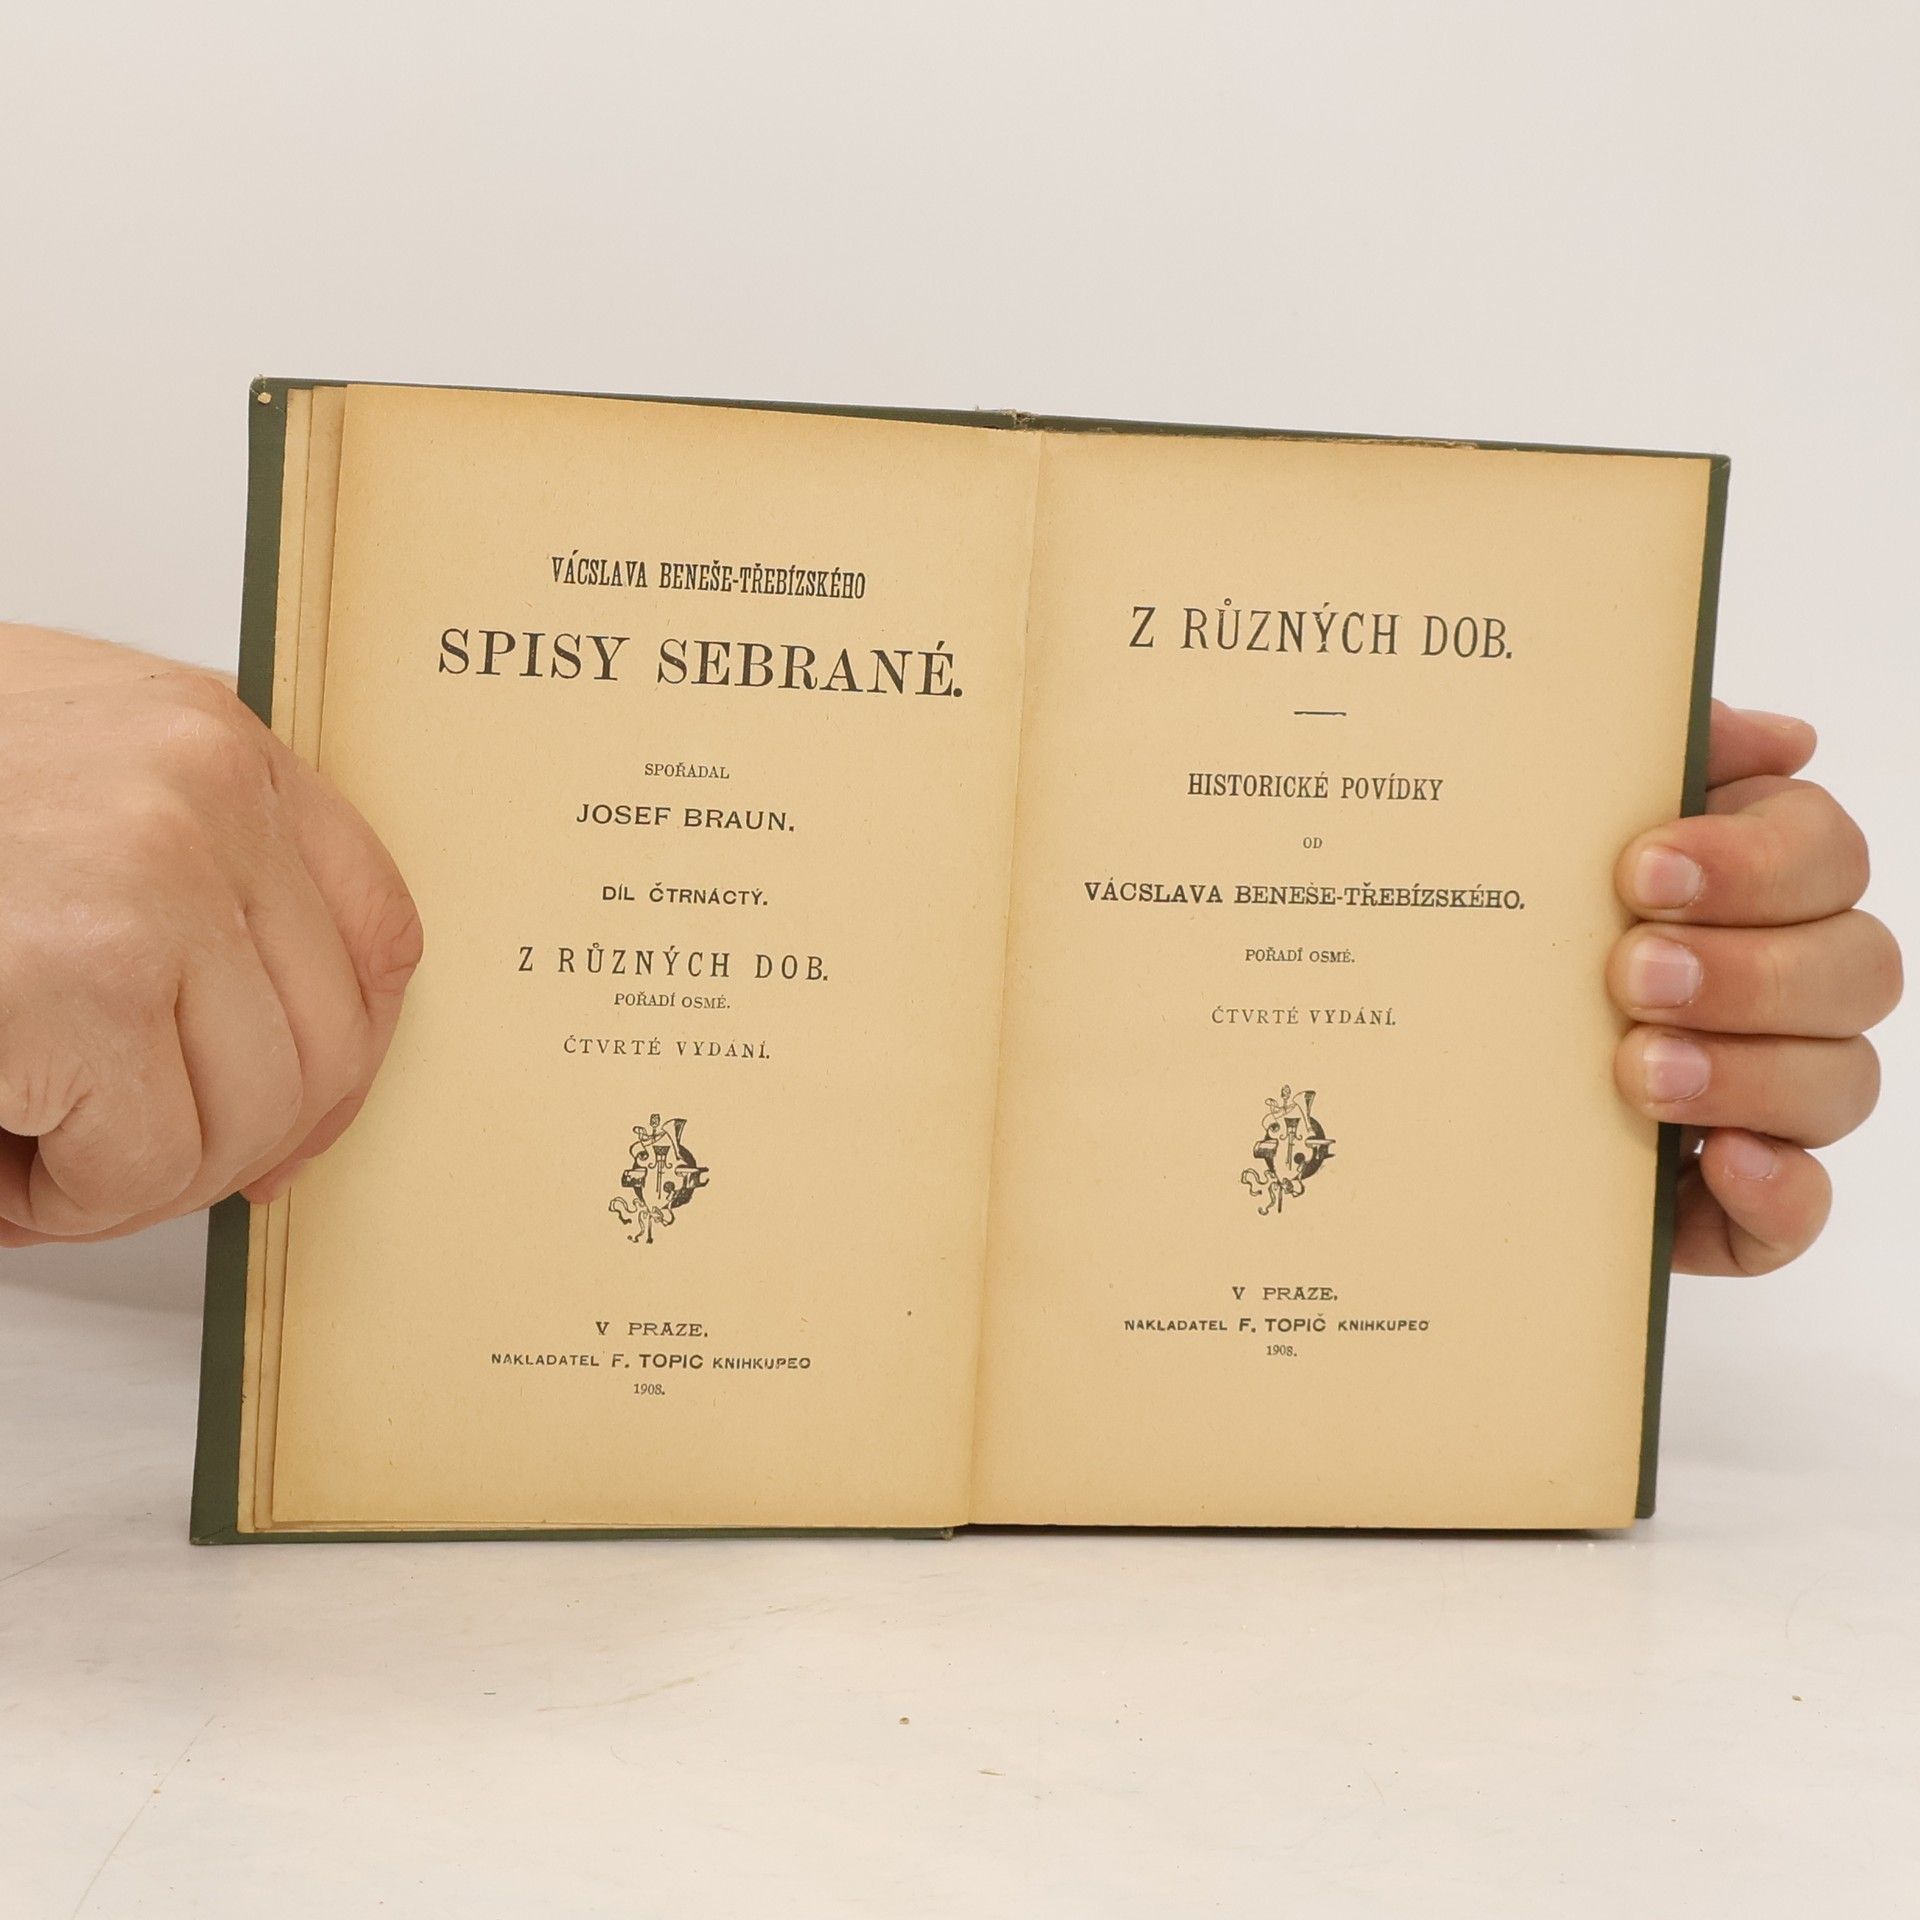 VÁCSLAVA BENEŠE-TŘEBÍZSKÉHO
SPISY SEBRANÉ.
SPOŘADAL
JOSEF BRAUN.
DÍL ČTRNÁCTÝ.
Z RŮZNÝCH DOB.
POŘADÍ OSMÉ.
ČTVRTÉ VYDÁNÍ.
V PRAZE.
NAKLADATEL F. TOPIČ KNIHKUPEC
1908.
Z RŮZNÝCH DOB.
HISTORICKÉ POVÍDKY
OD
VÁCSLAVA BENEŠE-TŘEBÍZSKÉHO.
POŘADÍ OSMÉ.
ČTVRTÉ VYDÁNÍ.
V PRAZE.
NAKLADATEL F. TOPIČ KNIHKUPEC
1908.